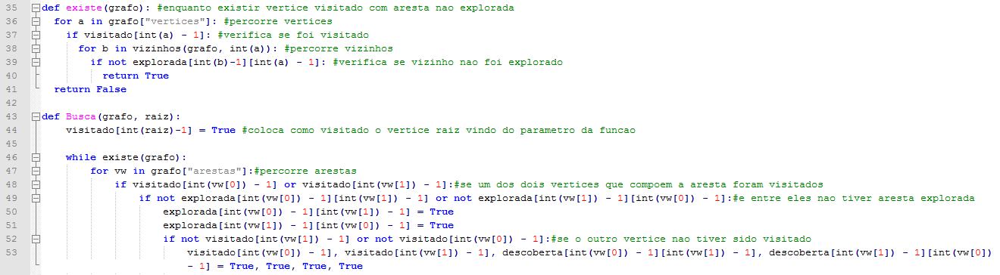 35 def existe(grafo): #enquanto existir vertice visitado com aresta nao explorada
36 for a in grafo["vertices"]: #percorre vertices
37 if visitado[int(a) - 1]: #verifica se foi visitado
38 for b in vizinhos(grafo, int(a)): #percorre vizinhos
39 if not explorada[int(b)-1][int(a) - 1]: #verifica se vizinho nao foi explorado
40 return True
41 return False
42
43 def Busca(grafo, raiz):
44 visitado[int(raiz)-1] = True #coloca como visitado o vertice raiz vindo do parametro da funcao
45
46 while existe(grafo):
47 for vw in grafo["arestas"]:#percorre arestas
48 if visitado[int(vw[0]) - 1] or visitado[int(vw[1]) - 1]:#se um dos dois vertices que compoem a aresta foram visitados
49 if not explorada[int(vw[0]) - 1][int(vw[1]) - 1] or not explorada[int(vw[1]) - 1][int(vw[0]) - 1]:#e entre eles nao tiver aresta explorada
50 explorada[int(vw[0]) - 1][int(vw[1]) - 1] = True
51 explorada[int(vw[1]) - 1][int(vw[0]) - 1] = True
52 if not visitado[int(vw[1]) - 1] or not visitado[int(vw[0]) - 1]:#se o outro vertice nao tiver sido visitado
53 visitado[int(vw[0]) - 1], visitado[int(vw[1]) - 1], descoberta[int(vw[0]) - 1][int(vw[1]) - 1], descoberta[int(vw[1]) - 1][int(vw[0])
- 1] = True, True, True, True